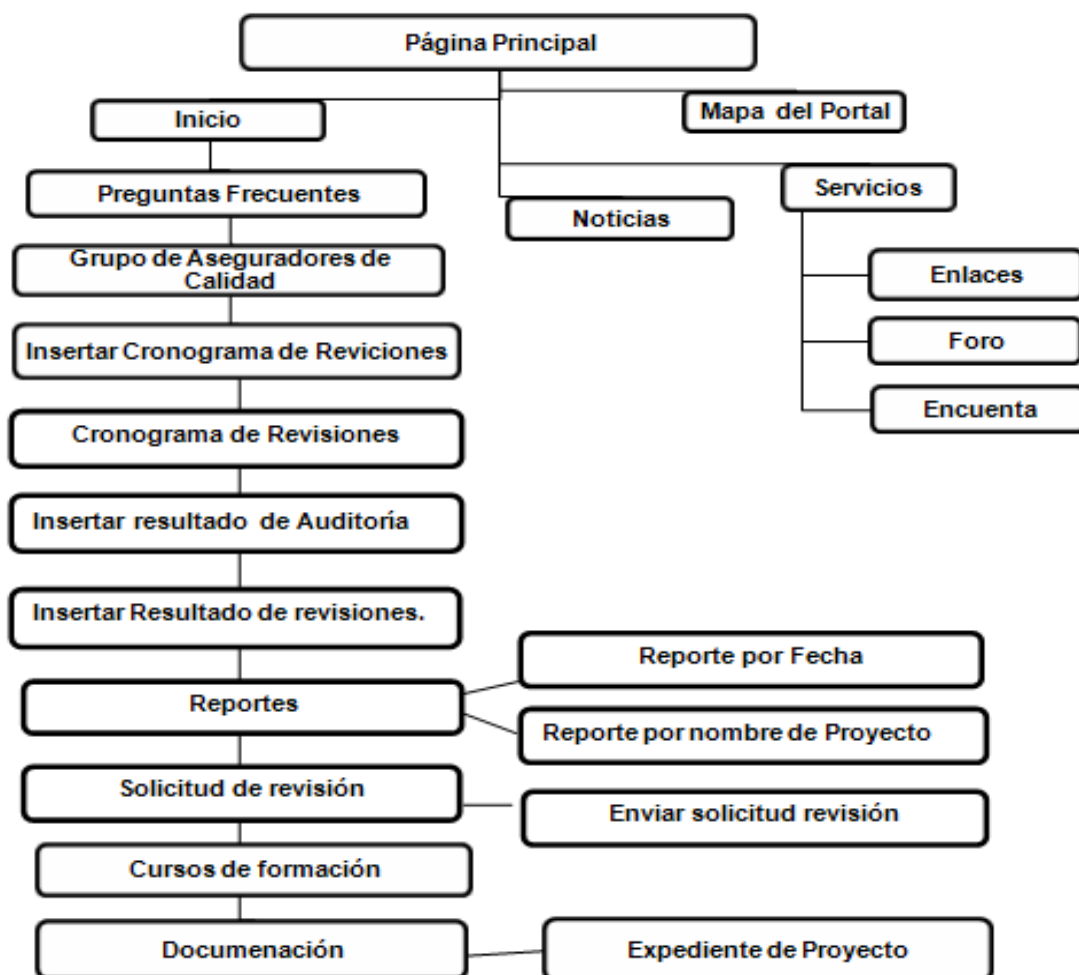 Página Principal
Inicio
Mapa del Portal
Preguntas Frecuentes
Servicios
Noticias
Grupo de Aseguradores de
Calidad
Enlaces
Insertar Cronograma de Reviciones
Foro
Encuenta
Cronograma de Revisiones
Insertar resultado de Auditoría
Insertar Resultado de revisiones.
Reporte por Fecha
Reportes
Reporte por nombre de Proyecto
Solicitud de revisión
Enviar solicitud revisión
Cursos de formación
Documenación
Expediente de Proyecto